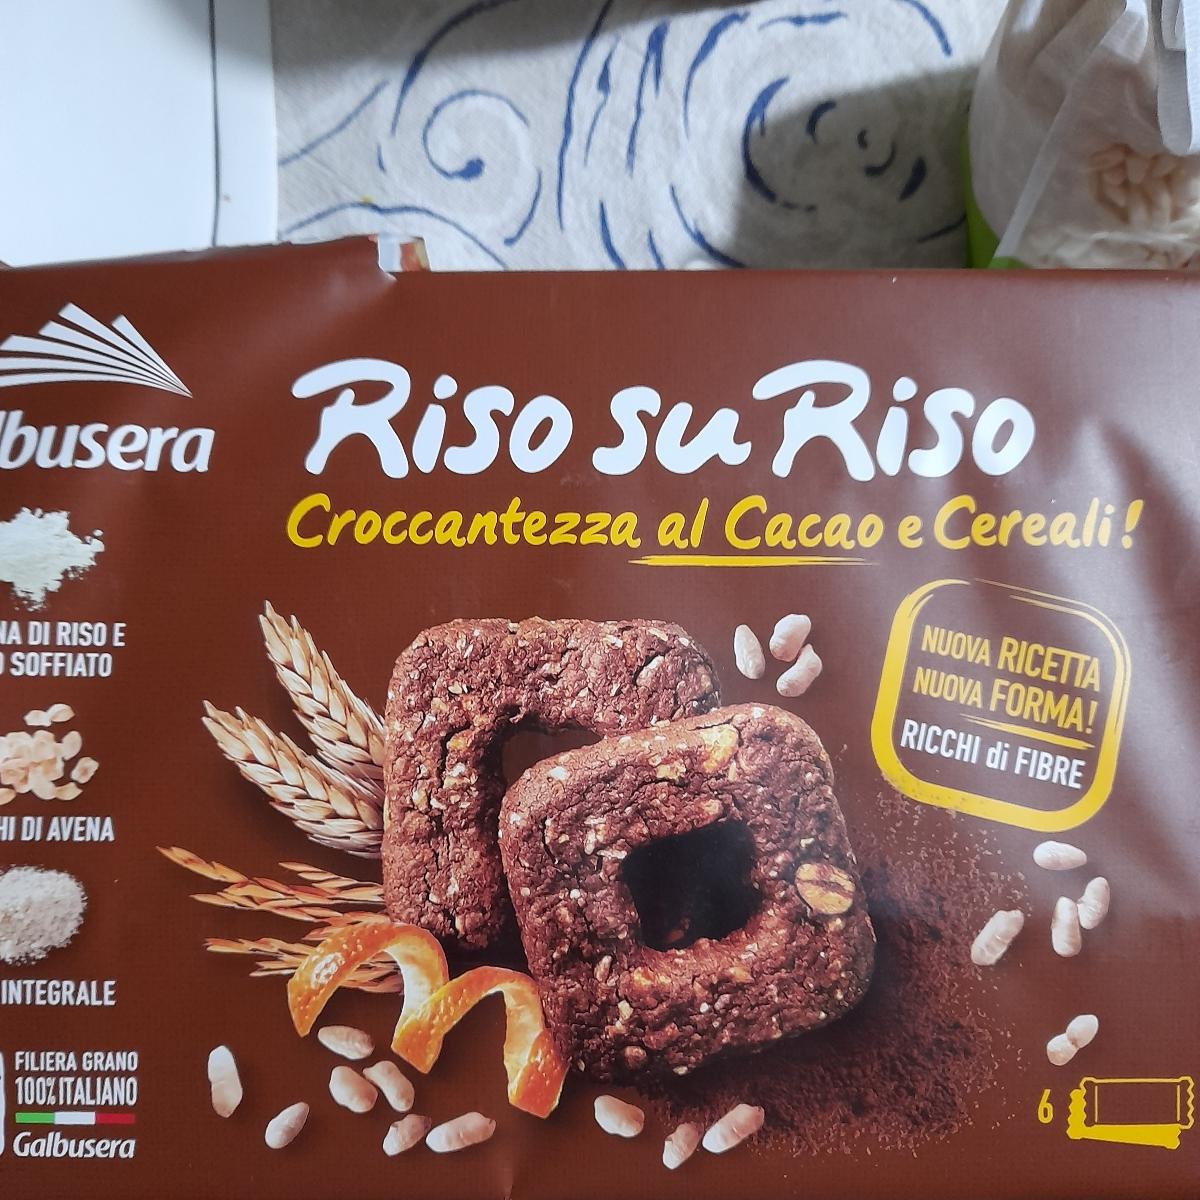 lbusera
Riso su Riso
Croccantezza al Cacao e Cereali!
NA DI RISO E
O SOFFIATO
HI DI AVENA
INTEGRALE
NUOVA RICETTA
NUOVA FORMA!
RICCHI di FIBRE
FILIERA GRANO
100% ITALIANO
Galbusera
6